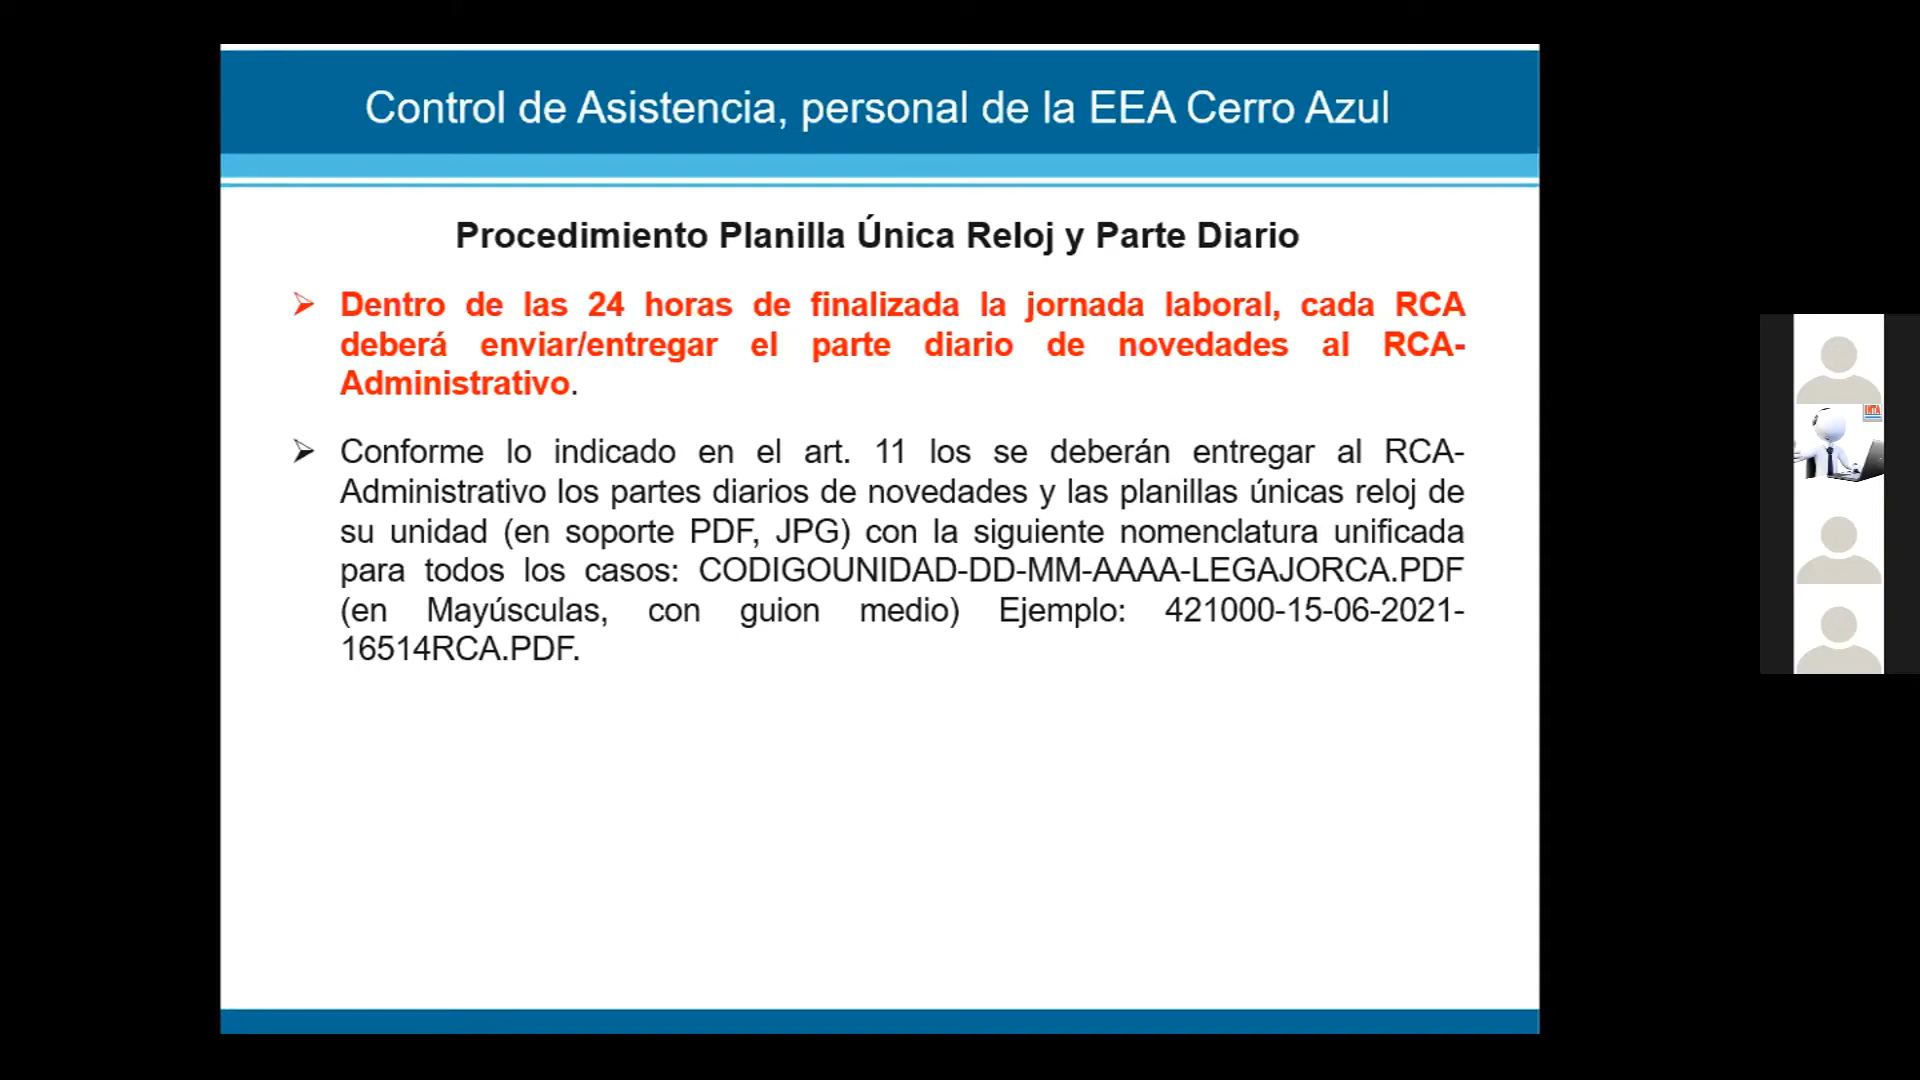 Control de Asistencia, personal de la EEA Cerro Azul
Procedimiento Planilla Única Reloj y Parte Diario
Dentro de las 24 horas de finalizada la jornada laboral, cada RCA
deberá enviar/entregar el parte diario de novedades al RCA-
Administrativo.
Conforme lo indicado en el art. 11 los se deberán entregar al RCA-
Administrativo los partes diarios de novedades y las planillas únicas reloj de
su unidad (en soporte PDF, JPG) con la siguiente nomenclatura unificada
para todos los casos: CODIGOUNIDAD-DD-MM-AAAA-LEGAJORCA.PDF
(en Mayúsculas, con guion medio) Ejemplo: 421000-15-06-2021-
16514RCA.PDF.